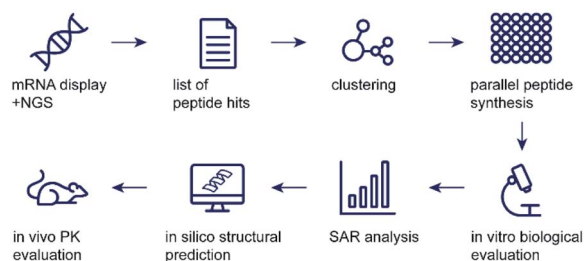 mRNA display
+NGS
list of
peptide hits
clustering
parallel peptide
synthesis
in vitro biological
evaluation
SAR analysis
in silico structural
prediction
in vivo PK
evaluation